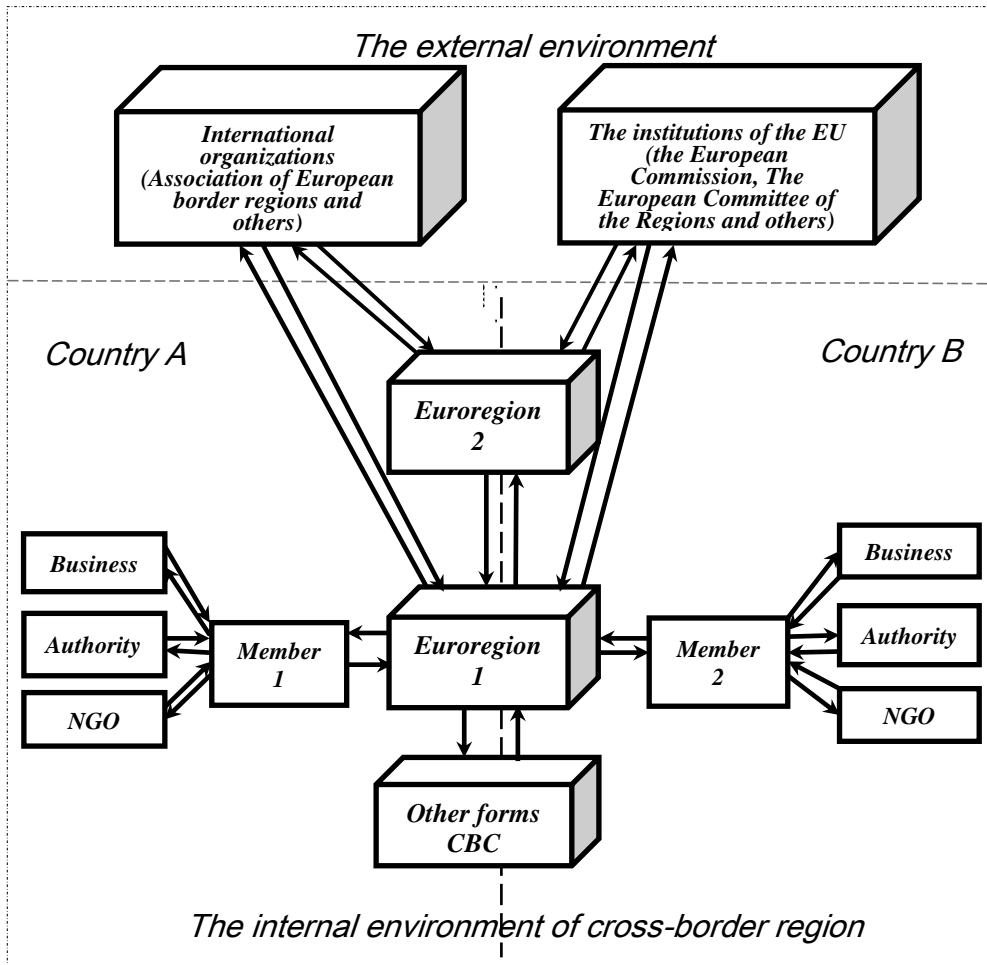 The external environment
International
organizations
(Association of European
border regions and
others)
The institutions of the EU
(the European
Commission, The
European Committee of
the Regions and others)
Country A
Country B
Euroregion
2
Business
Authority
NGO
Member
1
Euroregion
1
Member
2
Business
Authority
NGO
Other forms
CBC
The internal environment of cross-border region